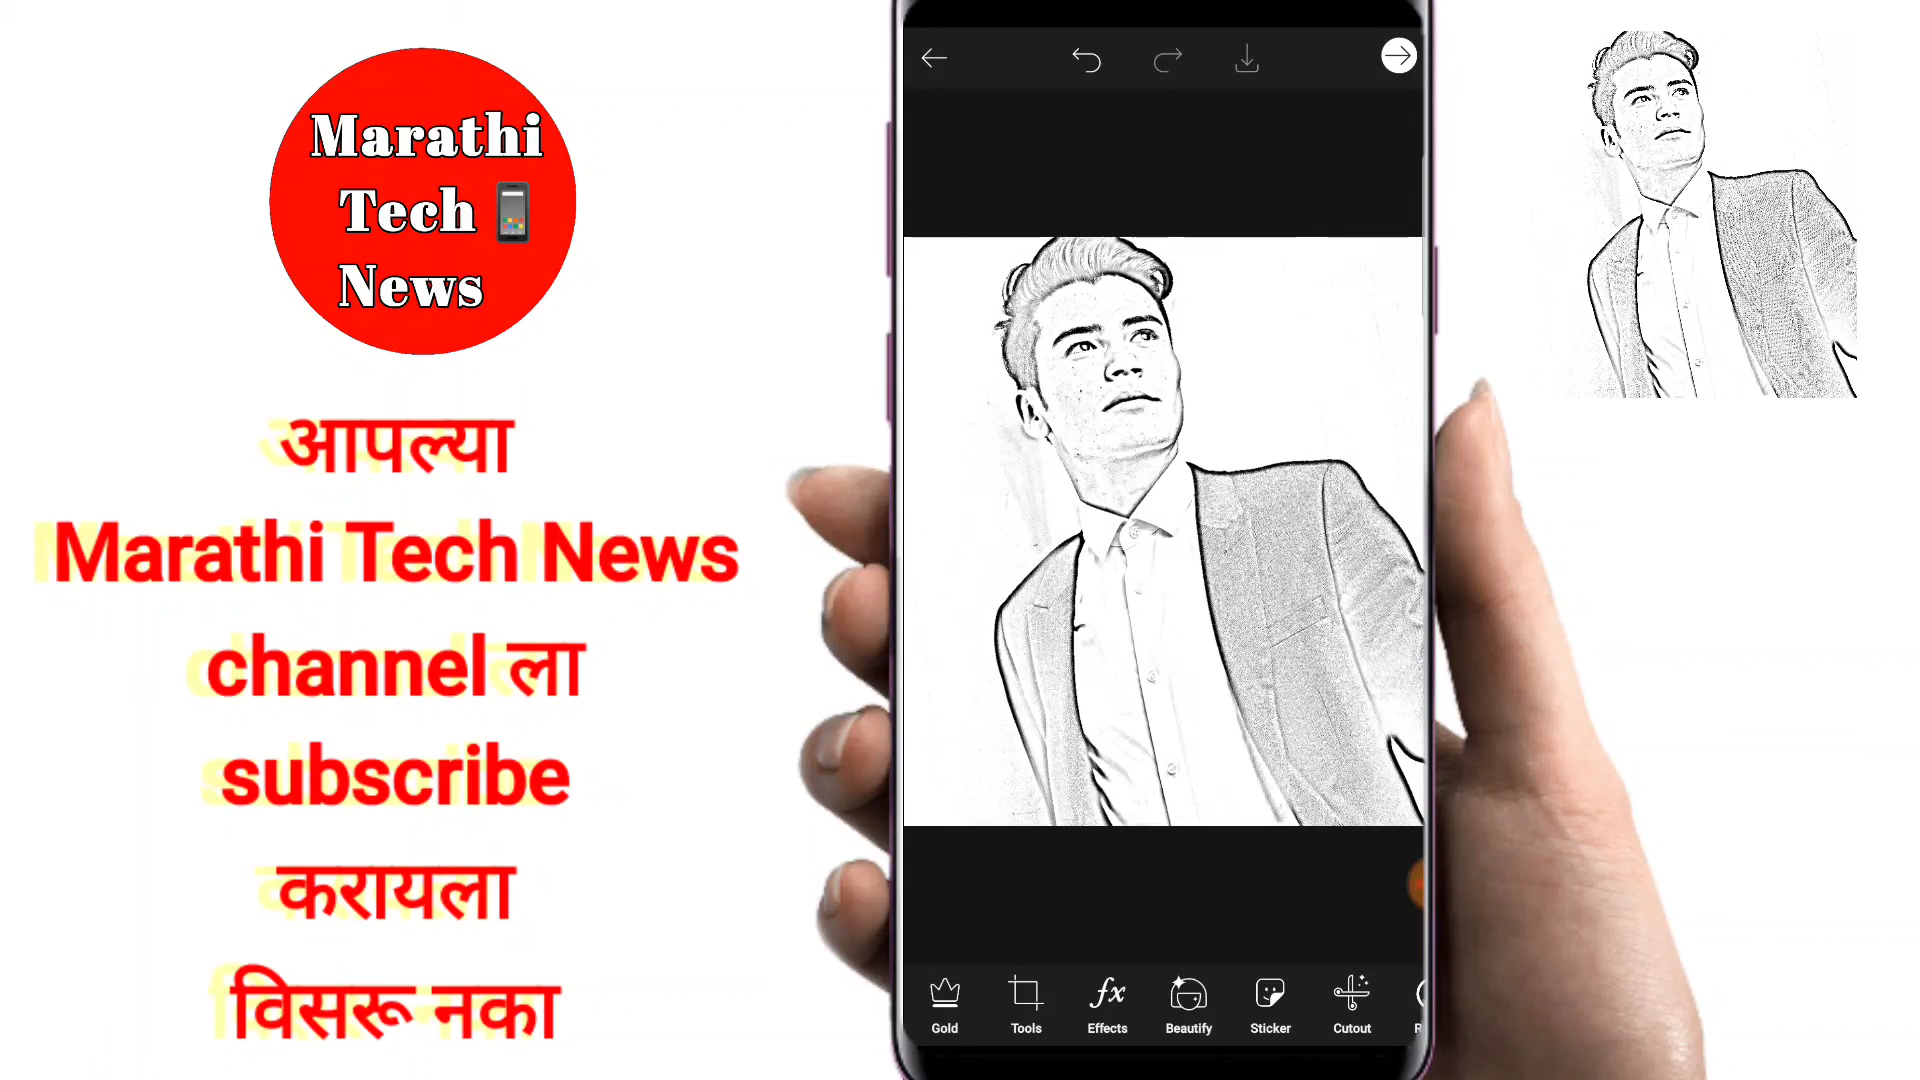 Marathi
Tech
News
आपल्या
Marathi Tech News
channel ला
subscribe
करायला
विसरू नका
Gold
Tools
Effects
Beautify
Sticker
Cutout